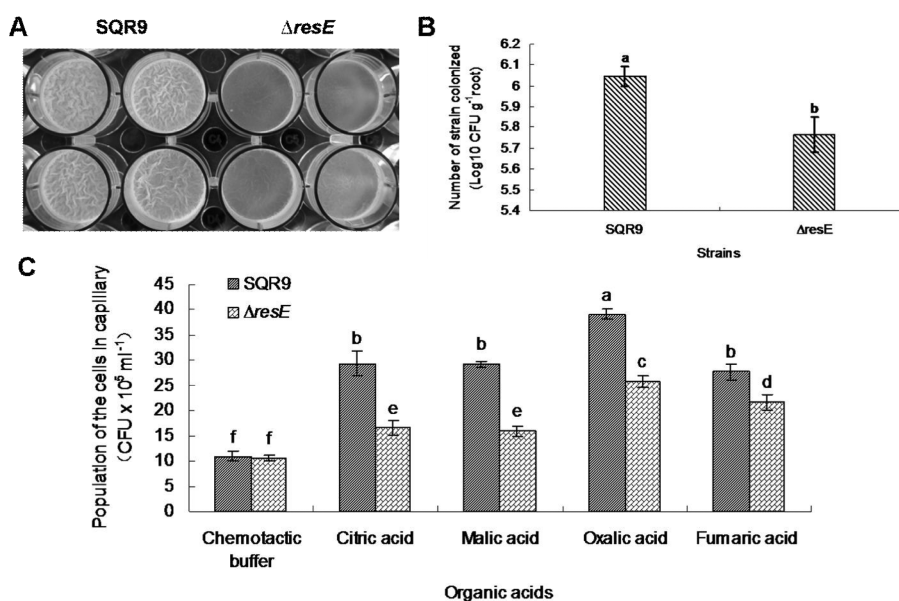 A
SQR9 ΔresE
B
Number of strain colonized
(Log10 CFU g⁻¹root)
6.2
6.1
6
5.9
5.8
5.7
5.6
5.5
5.4
a
b
SQR9 ΔresE
Strains
C
Population of the cells in capillary
(CFU x 10⁵ ml⁻¹)
45
40
35
30
25
20
15
10
5
0
SQR9
ΔresE
f f b e b e a c b d
Chemotactic
buffer
Citric acid
Malic acid
Oxalic acid
Fumaric acid
Organic acids